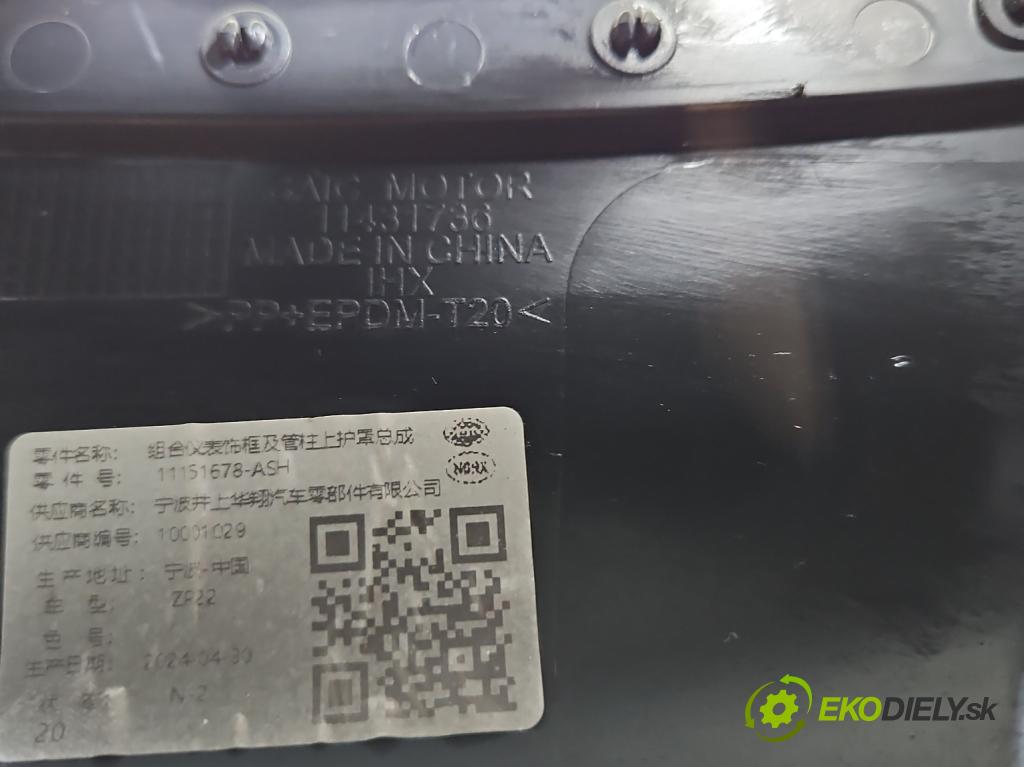 SAIC MOTOR
11431736
MADE IN CHINA
IHX
>PP+EPDM-T20<
零件名称: 组合仪表饰框及管柱上护罩总成
零 件 号: 11151678-ASH
供应商名称: 宁波井上华翔汽车零部件有限公司
供应商编号: 10001029
生 产 地 址: 宁波-中国
车 型: ZP22
色 号:
生产日期: 2024-04-30
状 态: N-2
20
NBHX
EKODIELY.sk